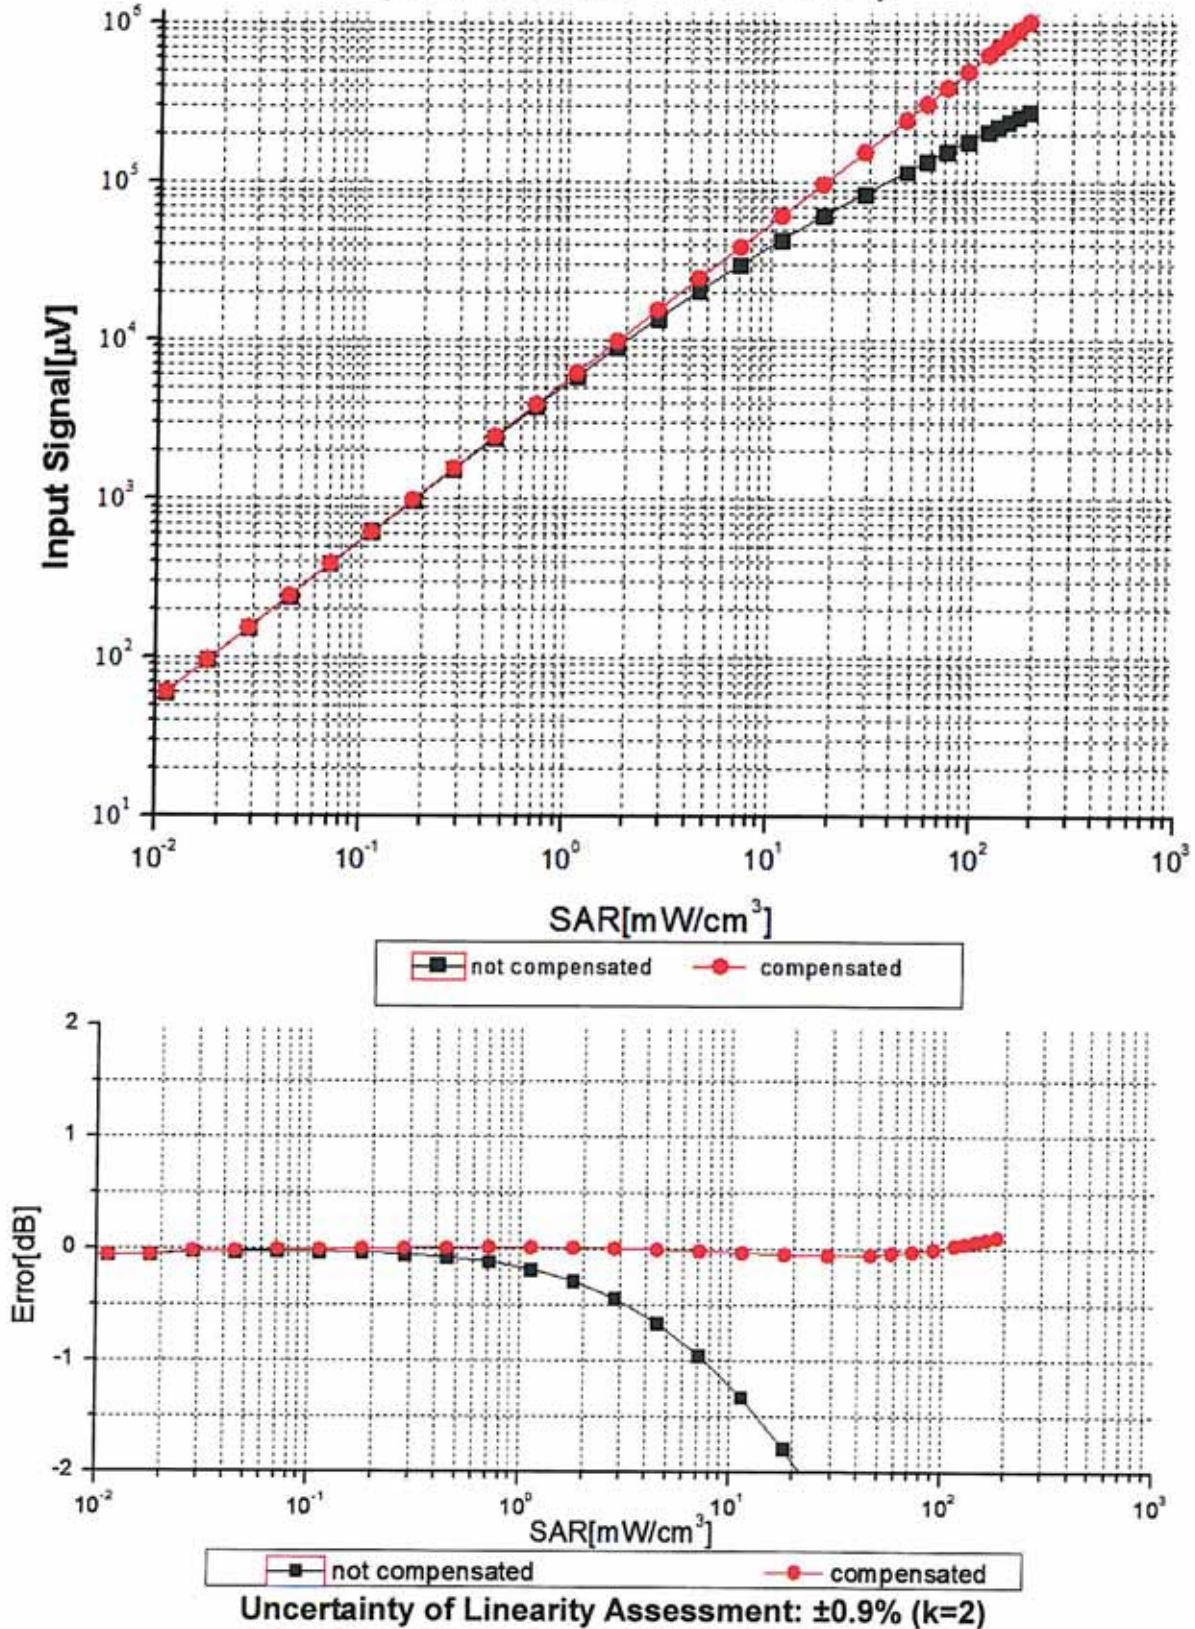 10⁶
10⁵
10⁴
10³
10²
10¹
Input Signal[µV]
10⁻² 10⁻¹ 10⁰ 10¹ 10² 10³
SAR[mW/cm³]
not compensated compensated
2
1
0
-1
-2
Error[dB]
10⁻² 10⁻¹ 10⁰ 10¹ 10² 10³
SAR[mW/cm³]
not compensated compensated
Uncertainty of Linearity Assessment: ±0.9% (k=2)